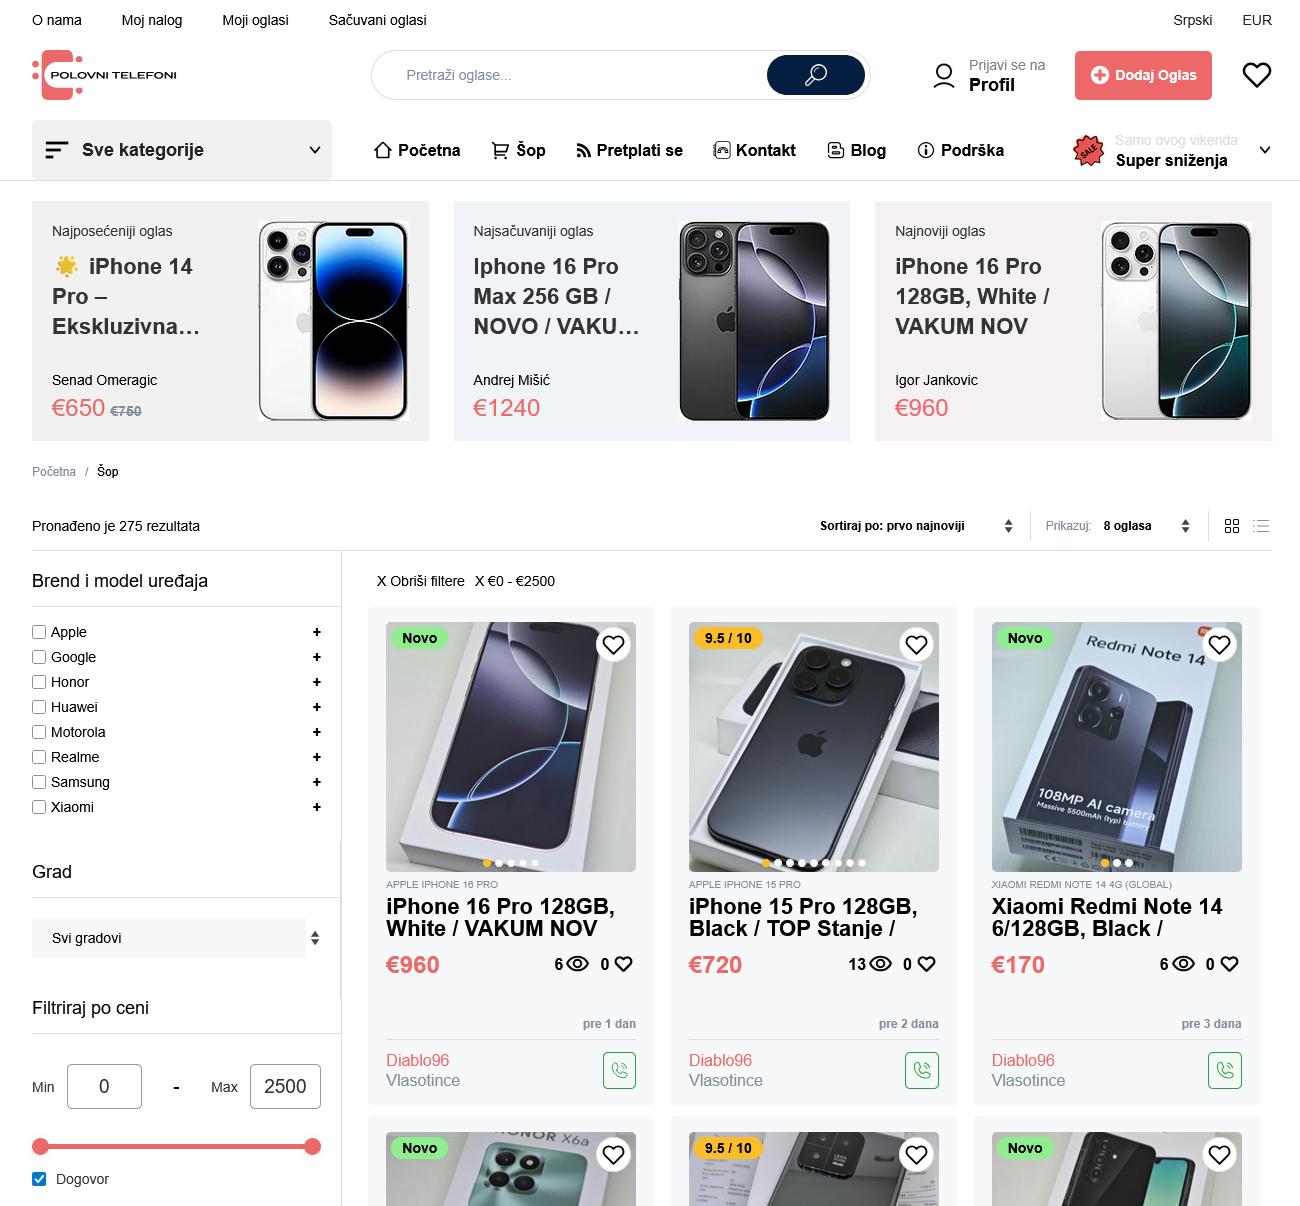 O nama
Moj nalog
Moji oglasi
Sačuvani oglasi
Srpski
EUR
POLOVNI TELEFONI
Pretraži oglase...
Prijavi se na
Profil
Dodaj Oglas
Sve kategorije
Početna
Šop
Pretplati se
Kontakt
Blog
Podrška
SALE
Samo ovog vikenda
Super sniženja
Najposećeniji oglas
🌟 iPhone 14
Pro –
Ekskluzivna...
Senad Omeragic
€650 €750
Najsačuvaniji oglas
Iphone 16 Pro
Max 256 GB /
NOVO / VAKU...
Andrej Mišić
€1240
Najnoviji oglas
iPhone 16 Pro
128GB, White /
VAKUM NOV
Igor Jankovic
€960
Početna / Šop
Pronađeno je 275 rezultata
Sortiraj po: prvo najnoviji
Prikazuj: 8 oglasa
Brend i model uređaja
Apple +
Google +
Honor +
Huawei +
Motorola +
Realme +
Samsung +
Xiaomi +
Grad
Svi gradovi
Filtriraj po ceni
Min 0 - Max 2500
Dogovor
X Obriši filtere X €0 - €2500
Novo
APPLE IPHONE 16 PRO
iPhone 16 Pro 128GB,
White / VAKUM NOV
€960 6 0
pre 1 dan
Diablo96
Vlasotince
9.5 / 10
APPLE IPHONE 15 PRO
iPhone 15 Pro 128GB,
Black / TOP Stanje /
€720 13 0
pre 2 dana
Diablo96
Vlasotince
Novo
Redmi Note 14
108MP AI camera
Massive 5500mAh (typ) battery
XIAOMI REDMI NOTE 14 4G (GLOBAL)
Xiaomi Redmi Note 14
6/128GB, Black /
€170 6 0
pre 3 dana
Diablo96
Vlasotince
Novo
HONOR X6a
9.5 / 10
Novo